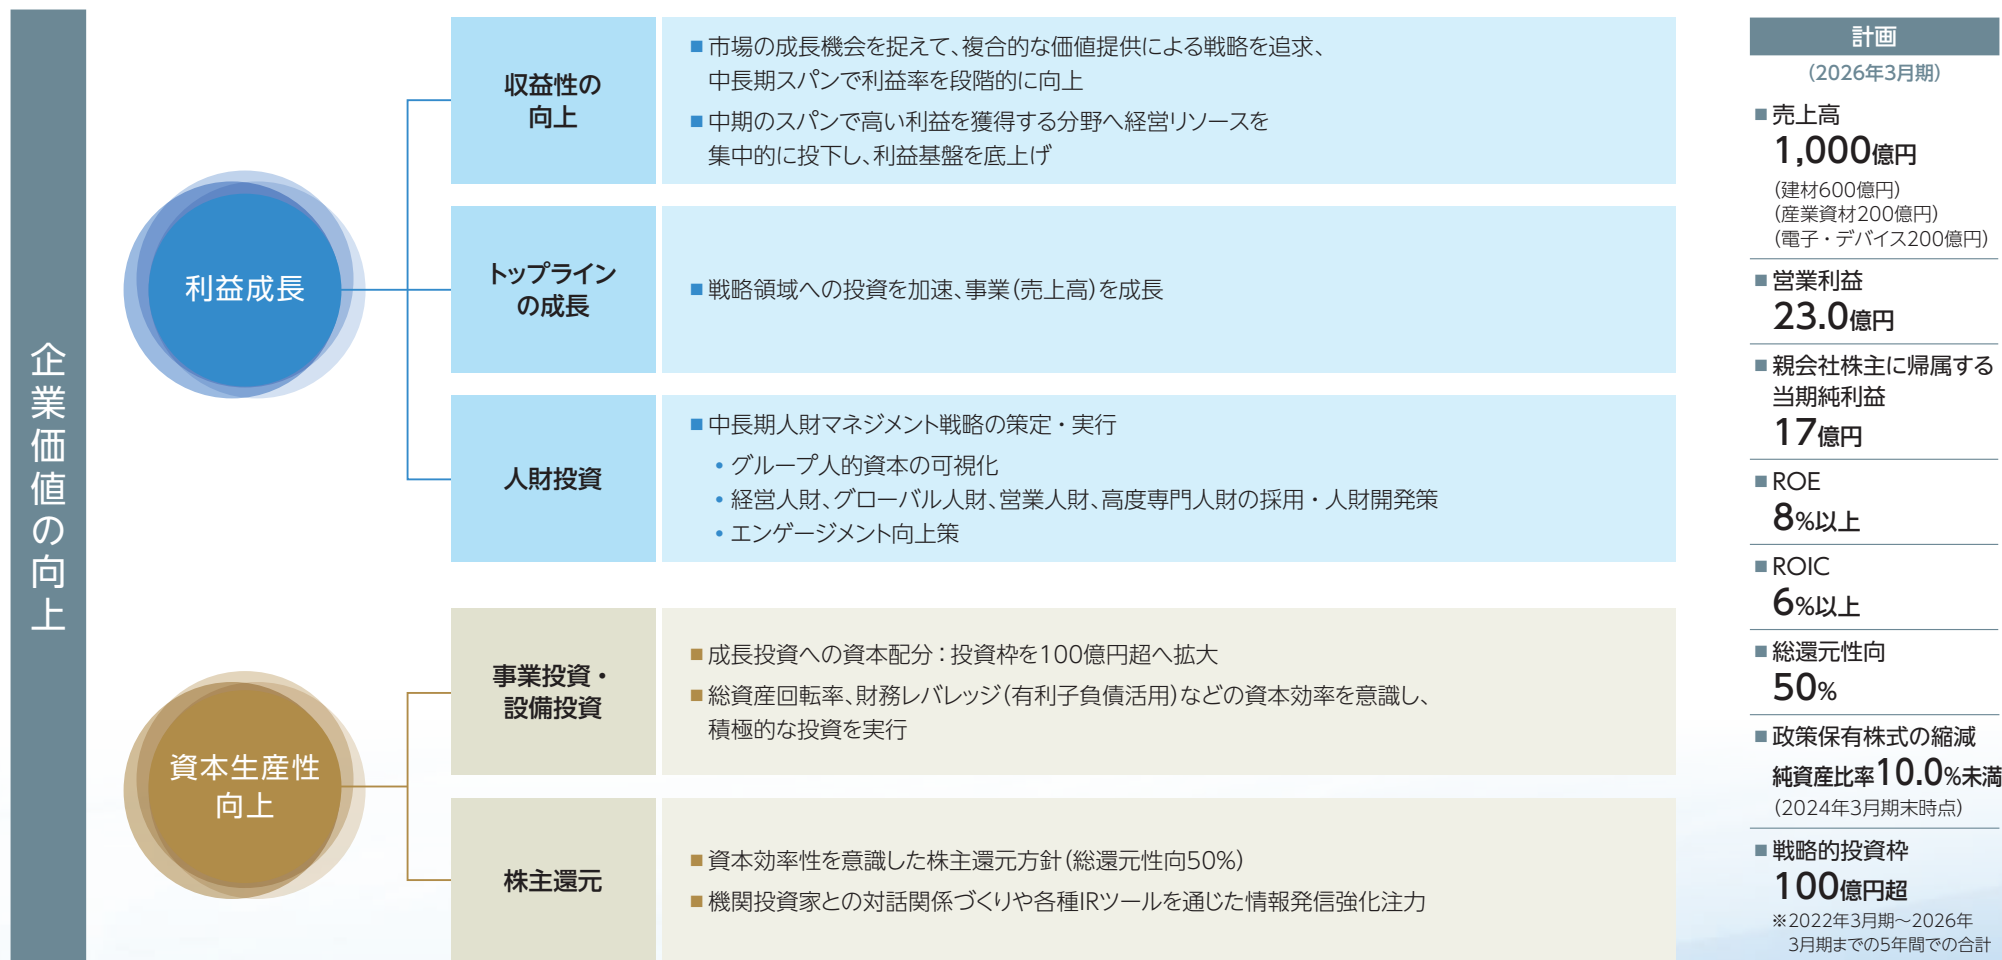 企業価値の向上
利益成長
収益性の
向上
■市場の成長機会を捉えて、複合的な価値提供による戦略を追求、
中長期スパンで利益率を段階的に向上
■中期のスパンで高い利益を獲得する分野へ経営リソースを
集中的に投下し、利益基盤を底上げ
トップライン
の成長
■戦略領域への投資を加速、事業（売上高）を成長
人財投資
■中長期人財マネジメント戦略の策定・実行
・グループ人的資本の可視化
・経営人財、グローバル人財、営業人財、高度専門人財の採用・人財開発策
・エンゲージメント向上策
資本生産性
向上
事業投資・
設備投資
■成長投資への資本配分：投資枠を100億円超へ拡大
■総資産回転率、財務レバレッジ（有利子負債活用）などの資本効率を意識し、
積極的な投資を実行
株主還元
■資本効率性を意識した株主還元方針（総還元性向50%）
■機関投資家との対話関係づくりや各種IRツールを通じた情報発信強化注力
計画
（2026年3月期）
■売上高
1,000億円
（建材600億円）
（産業資材200億円）
（電子・デバイス200億円）
■営業利益
23.0億円
■親会社株主に帰属する
当期純利益
17億円
■ROE
8%以上
■ROIC
6%以上
■総還元性向
50%
■政策保有株式の縮減
純資産比率10.0%未満
（2024年3月期末時点）
■戦略的投資枠
100億円超
※2022年3月期～2026年
3月期までの5年間での合計